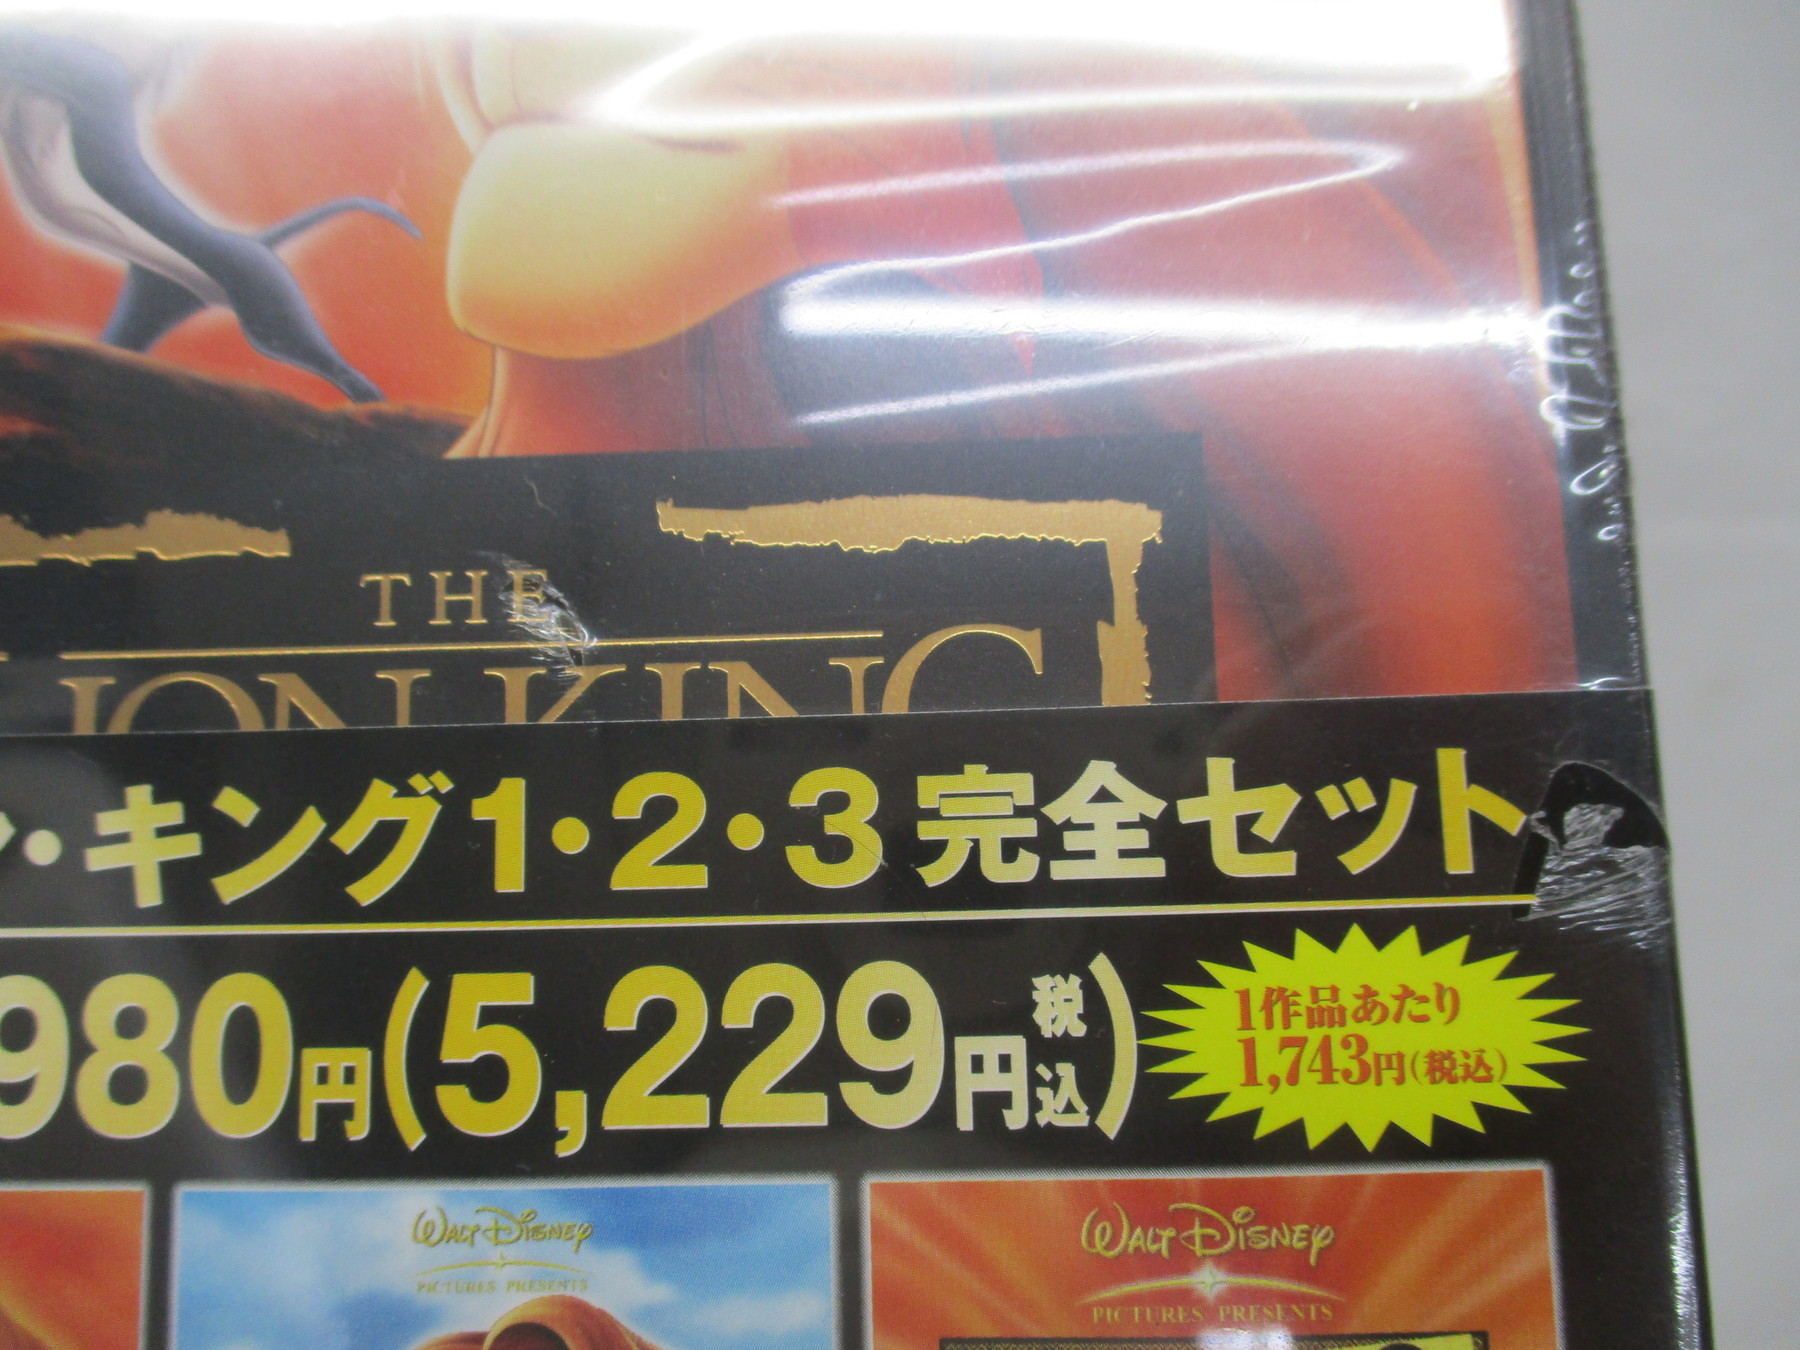 THE
LION KING
ン・キング1・2・3完全セット
980円(5,229円税込)
1作品あたり
1,743円(税込)
WALT DISNEY
PICTURES PRESENTS
WALT DISNEY
PICTURES PRESENTS